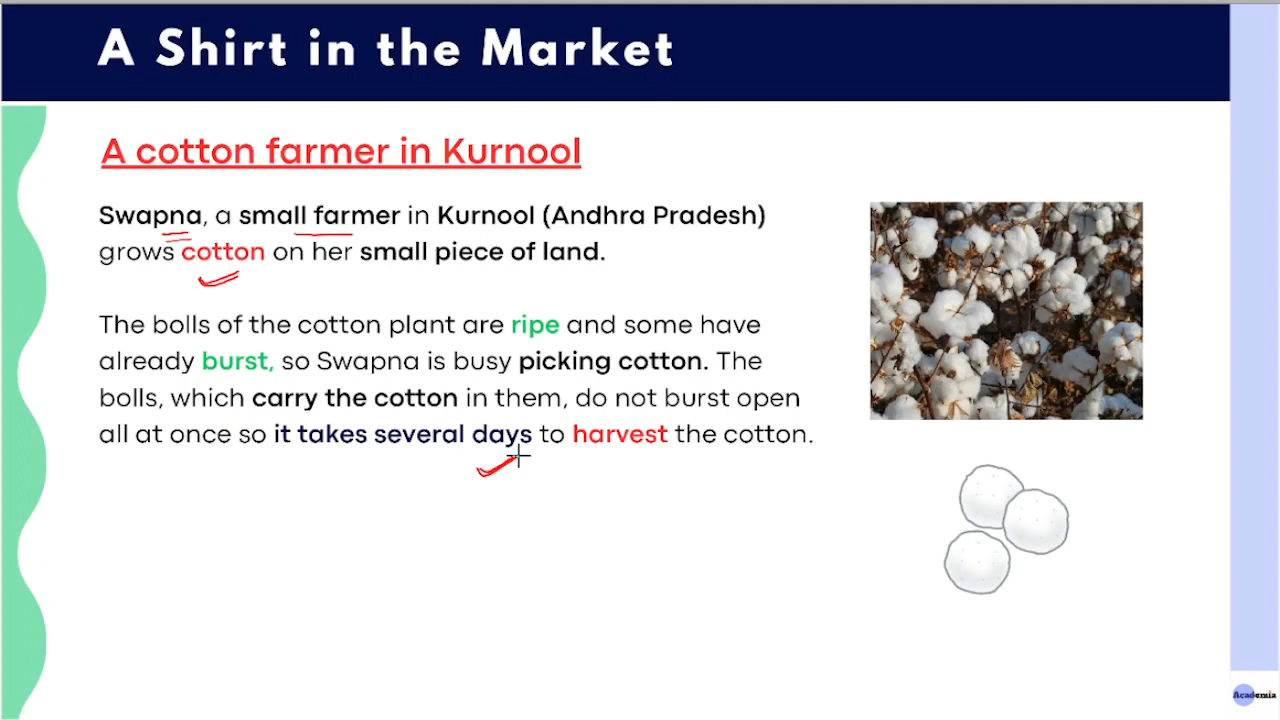 A Shirt in the Market
A cotton farmer in Kurnool
Swapna, a small farmer in Kurnool (Andhra Pradesh)
grows cotton on her small piece of land.
The bolls of the cotton plant are ripe and some have
already burst, so Swapna is busy picking cotton. The
bolls, which carry the cotton in them, do not burst open
all at once so it takes several days to harvest the cotton.
Academia